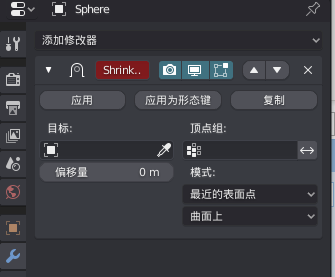 Sphere
添加修改器
Shrink..
应用 应用为形态键 复制
目标: 顶点组:
偏移量 0 m 模式:
最近的表面点
曲面上